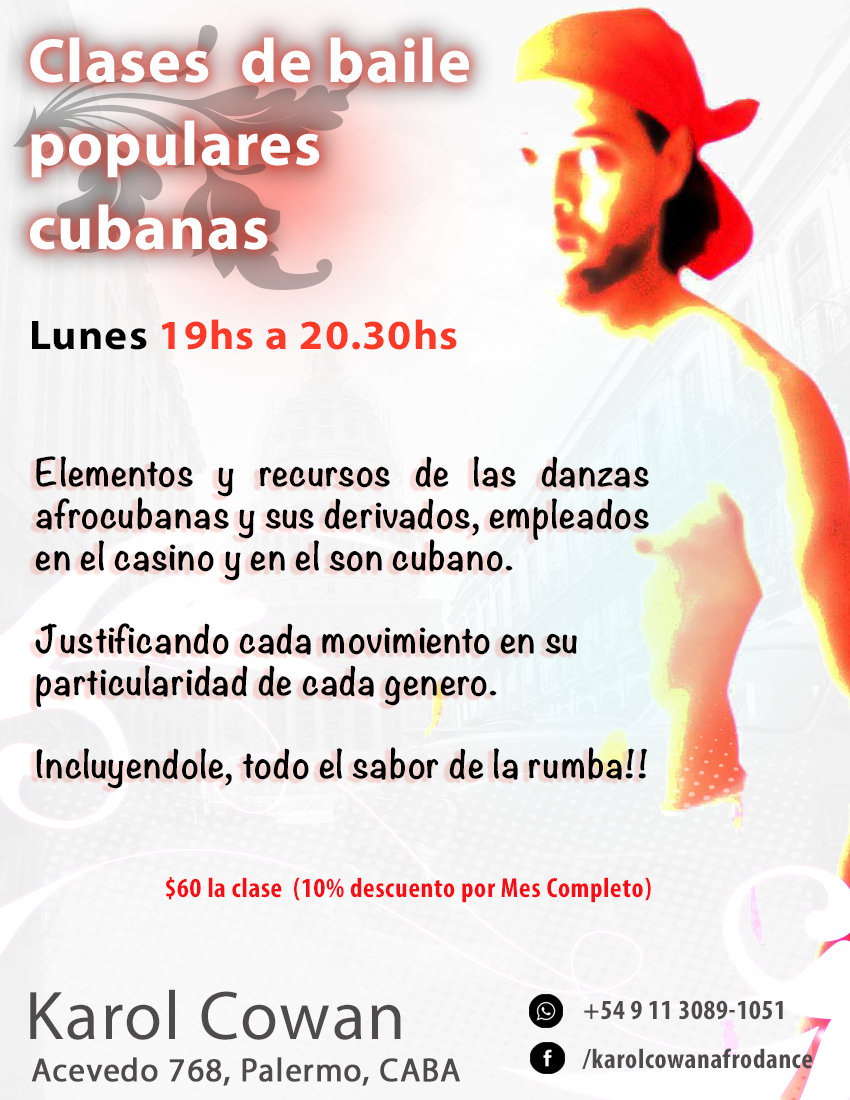 Clases de baile
populares
cubanas
Lunes 19hs a 20.30hs
Elementos y recursos de las danzas
afrocubanas y sus derivados, empleados
en el casino y en el son cubano.
Justificando cada movimiento en su
particularidad de cada genero.
Incluyendole, todo el sabor de la rumba!!
$60 la clase (10% descuento por Mes Completo)
Karol Cowan
Acevedo 768, Palermo, CABA
+54 9 11 3089-1051
/karolcowanafrodance